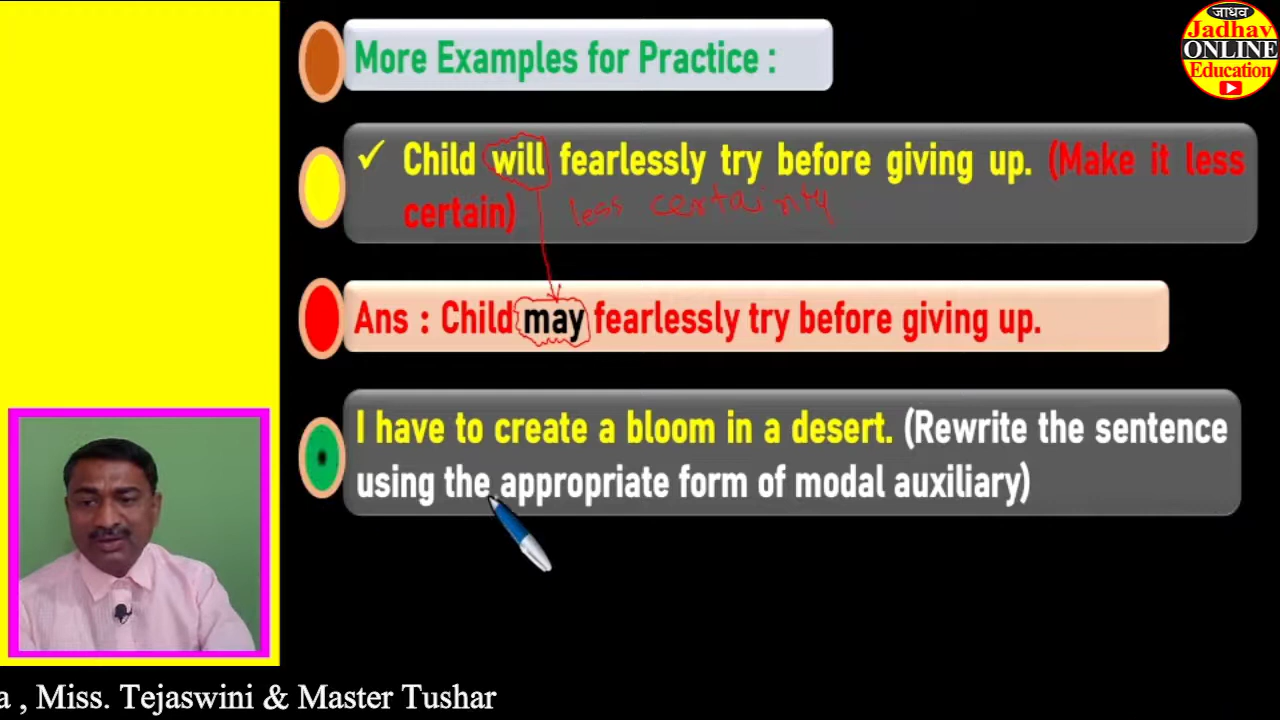 More Examples for Practice :
जाधव
Jadhav
ONLINE
Education
✓ Child will fearlessly try before giving up. (Make it less
certain) less certainty
Ans : Child may fearlessly try before giving up.
I have to create a bloom in a desert. (Rewrite the sentence
using the appropriate form of modal auxiliary)
a , Miss. Tejaswini & Master Tushar